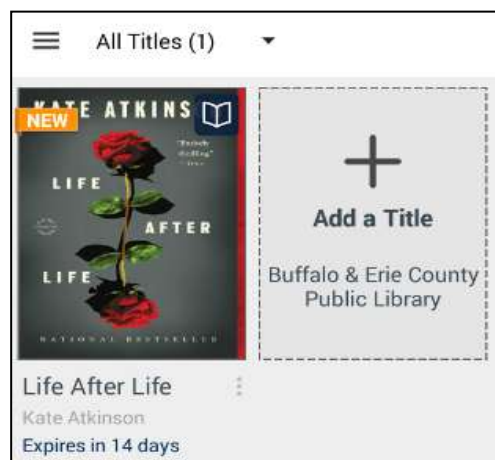 All Titles (1)
KATE ATKINS
NEW
LIFE
AFTER
LIFE
NATIONAL BESTSELLER
Add a Title
Buffalo & Erie County
Public Library
Life After Life
Kate Atkinson
Expires in 14 days